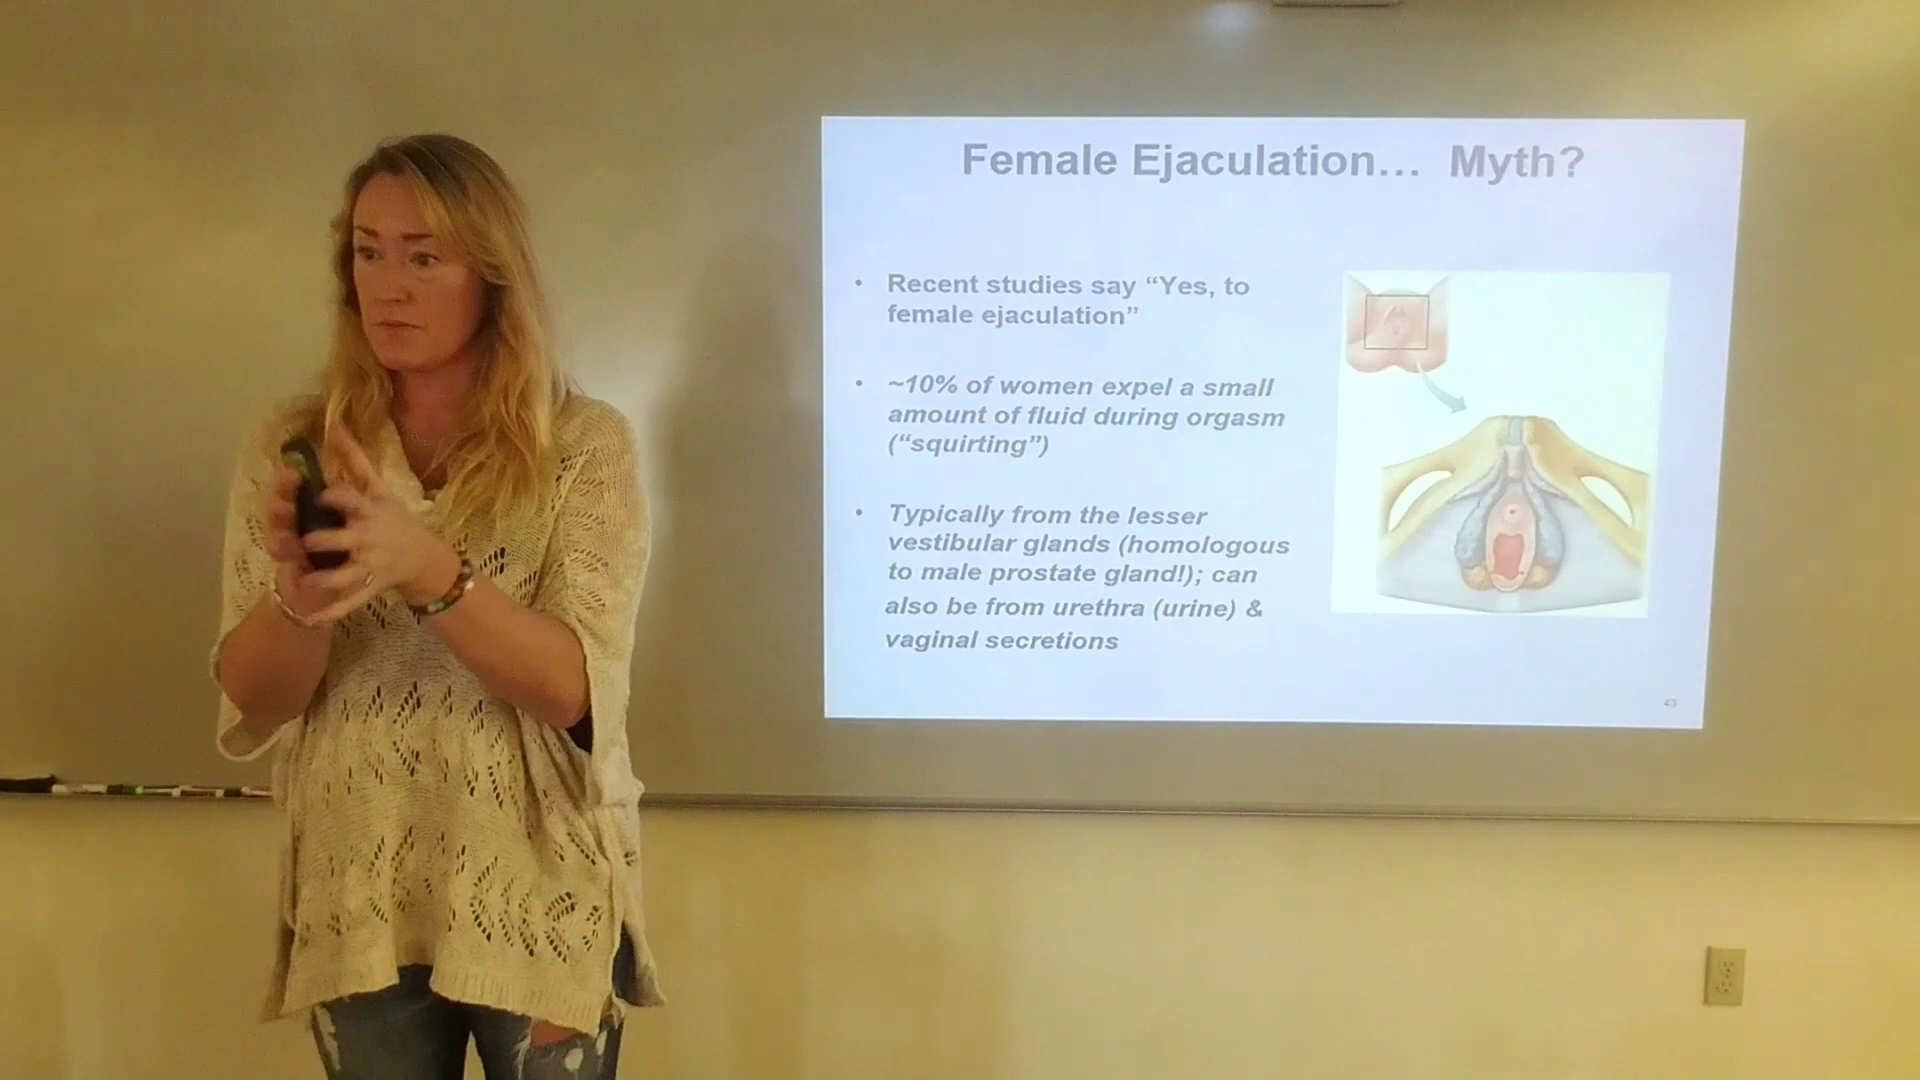 Female Ejaculation… Myth?
• Recent studies say “Yes, to
female ejaculation”
• ~10% of women expel a small
amount of fluid during orgasm
(“squirting”)
• Typically from the lesser
vestibular glands (homologous
to male prostate gland!); can
also be from urethra (urine) &
vaginal secretions
43